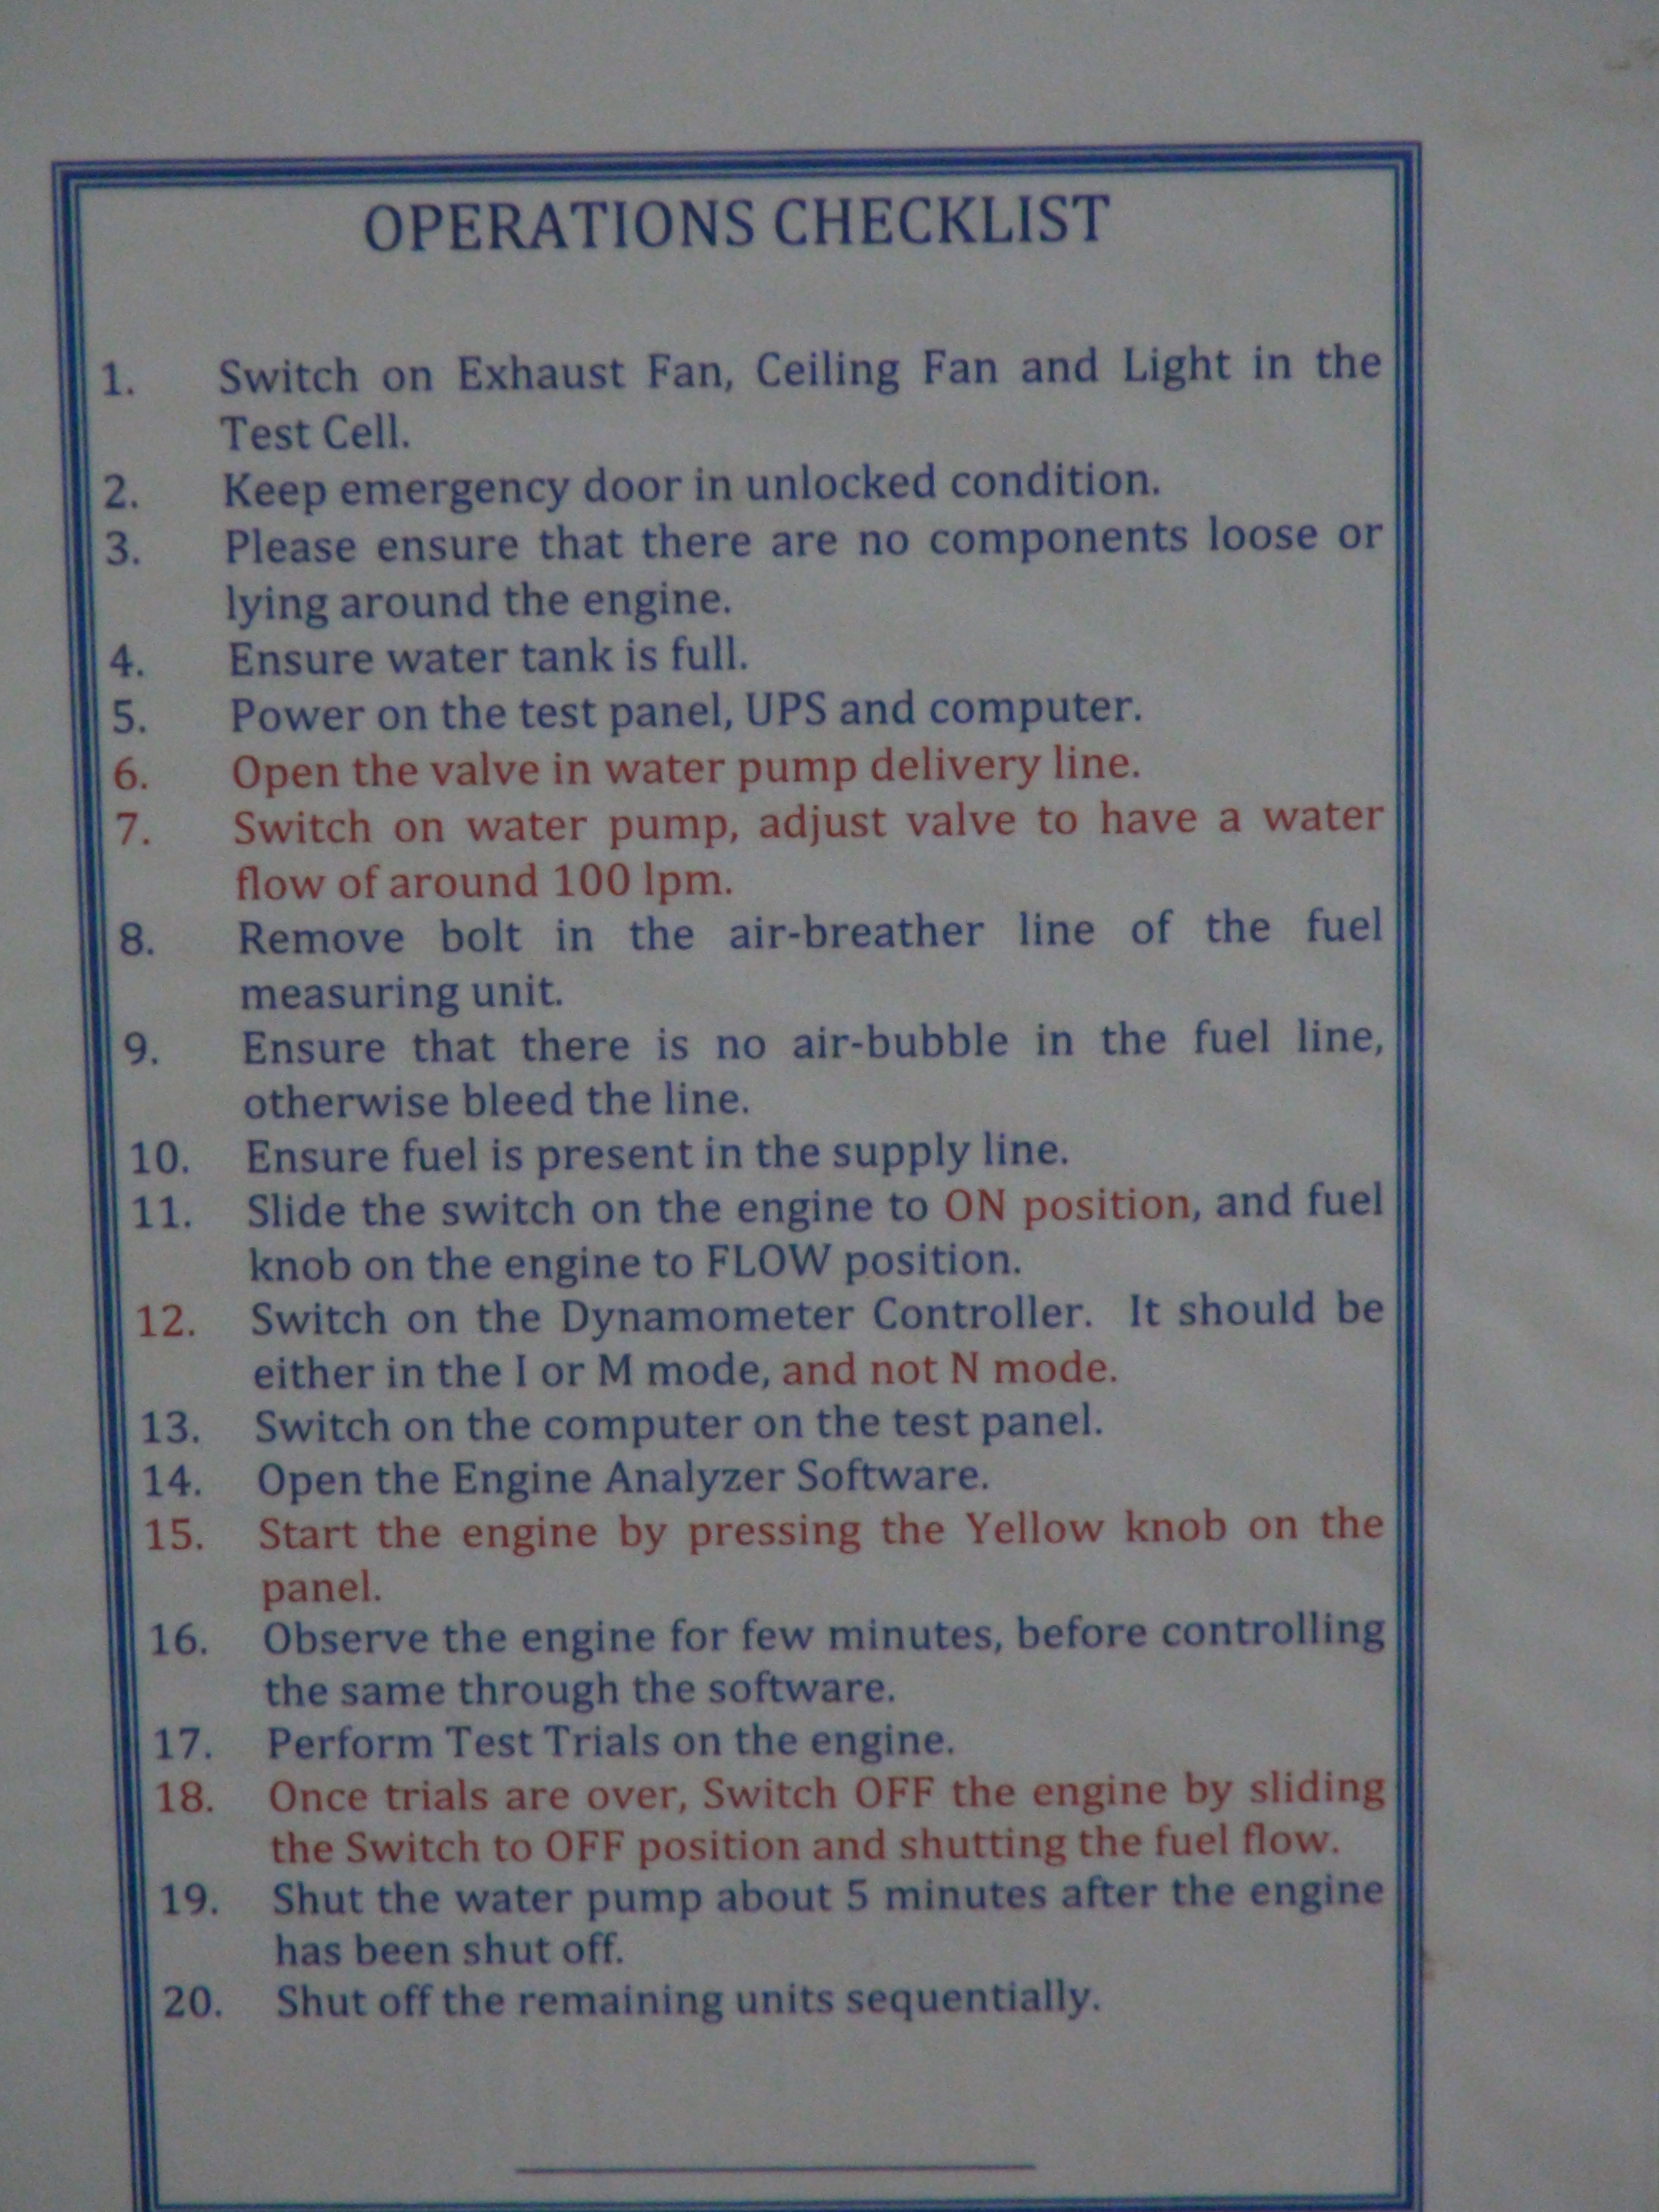 OPERATIONS CHECKLIST
1. Switch on Exhaust Fan, Ceiling Fan and Light in the
Test Cell.
2. Keep emergency door in unlocked condition.
3. Please ensure that there are no components loose or
lying around the engine.
4. Ensure water tank is full.
5. Power on the test panel, UPS and computer.
6. Open the valve in water pump delivery line.
7. Switch on water pump, adjust valve to have a water
flow of around 100 lpm.
8. Remove bolt in the air-breather line of the fuel
measuring unit.
9. Ensure that there is no air-bubble in the fuel line,
otherwise bleed the line.
10. Ensure fuel is present in the supply line.
11. Slide the switch on the engine to ON position, and fuel
knob on the engine to FLOW position.
12. Switch on the Dynamometer Controller. It should be
either in the I or M mode, and not N mode.
13. Switch on the computer on the test panel.
14. Open the Engine Analyzer Software.
15. Start the engine by pressing the Yellow knob on the
panel.
16. Observe the engine for few minutes, before controlling
the same through the software.
17. Perform Test Trials on the engine.
18. Once trials are over, Switch OFF the engine by sliding
the Switch to OFF position and shutting the fuel flow.
19. Shut the water pump about 5 minutes after the engine
has been shut off.
20. Shut off the remaining units sequentially.